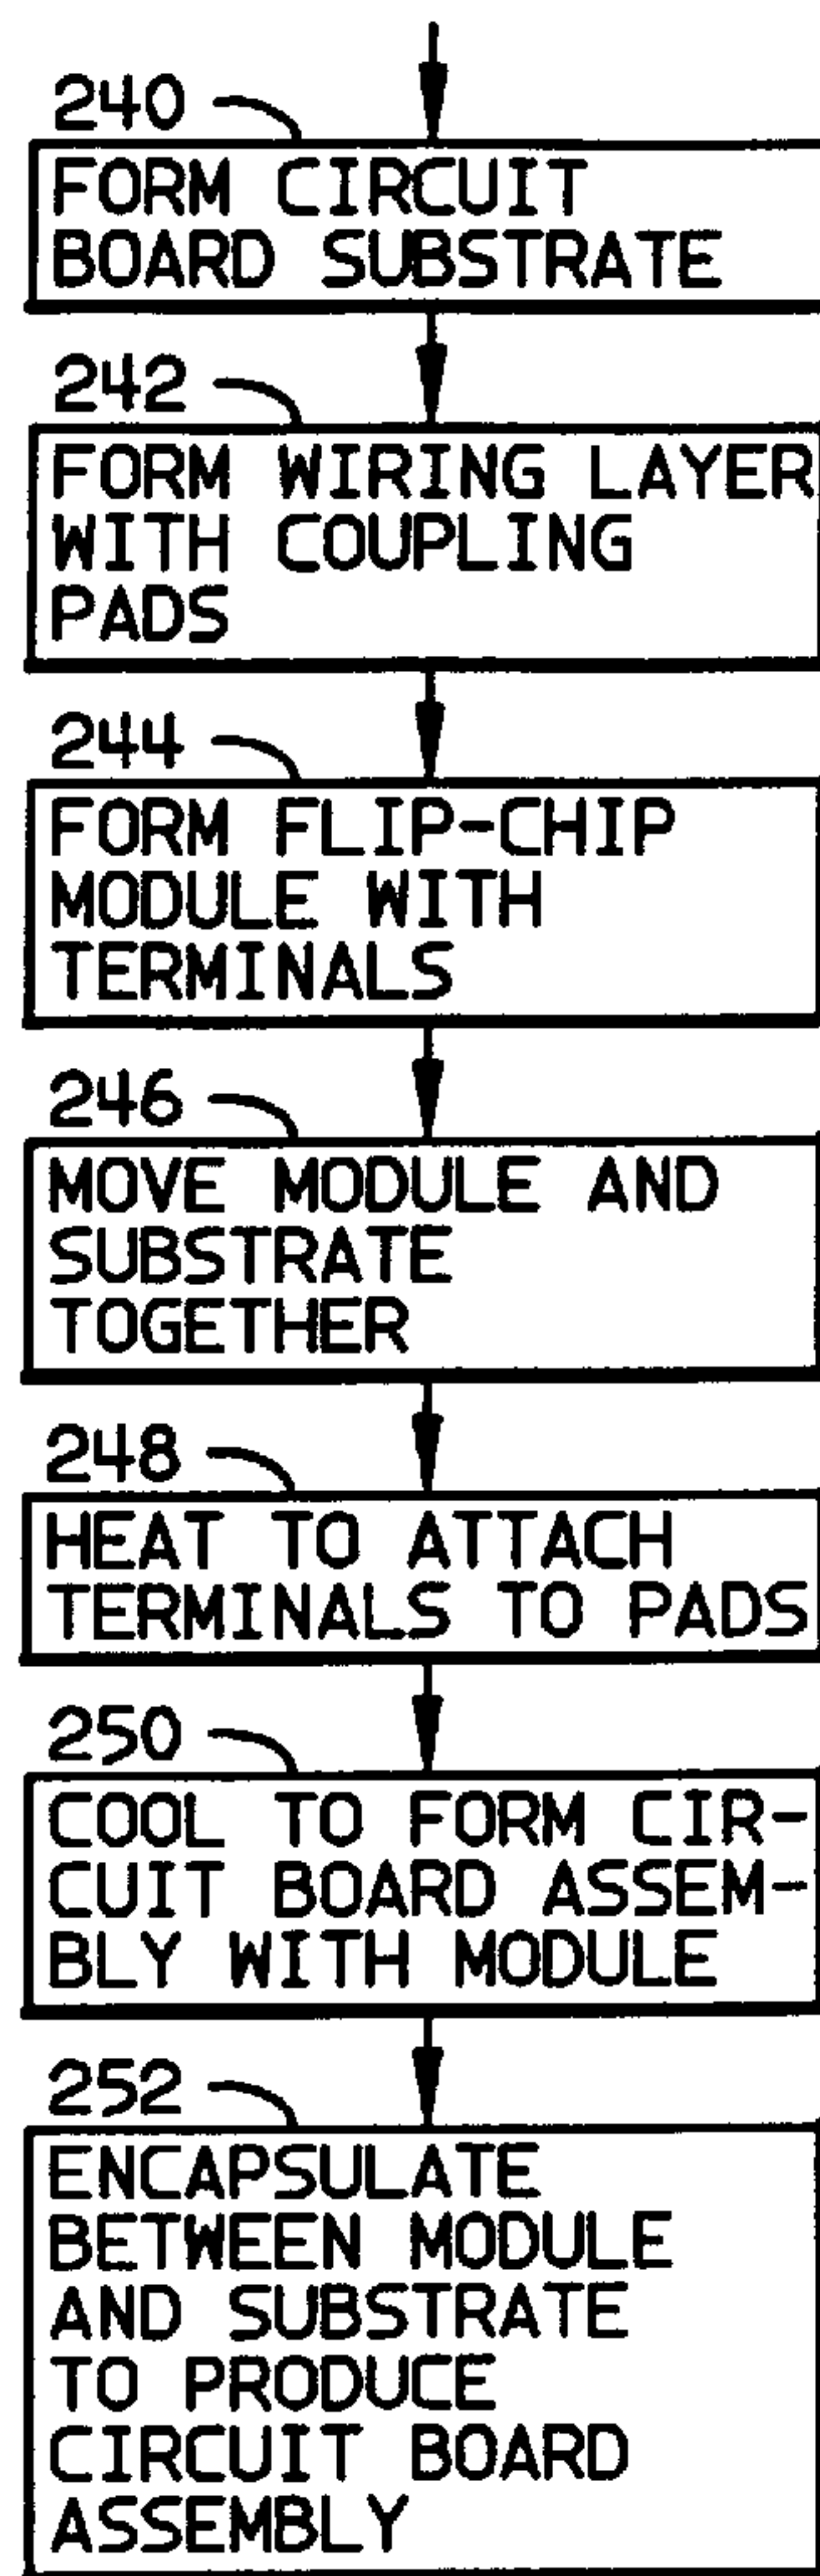 240
FORM CIRCUIT
BOARD SUBSTRATE
242
FORM WIRING LAYER
WITH COUPLING
PADS
244
FORM FLIP-CHIP
MODULE WITH
TERMINALS
246
MOVE MODULE AND
SUBSTRATE
TOGETHER
248
HEAT TO ATTACH
TERMINALS TO PADS
250
COOL TO FORM CIR-
CUIT BOARD ASSEM-
BLY WITH MODULE
252
ENCAPSULATE
BETWEEN MODULE
AND SUBSTRATE
TO PRODUCE
CIRCUIT BOARD
ASSEMBLY